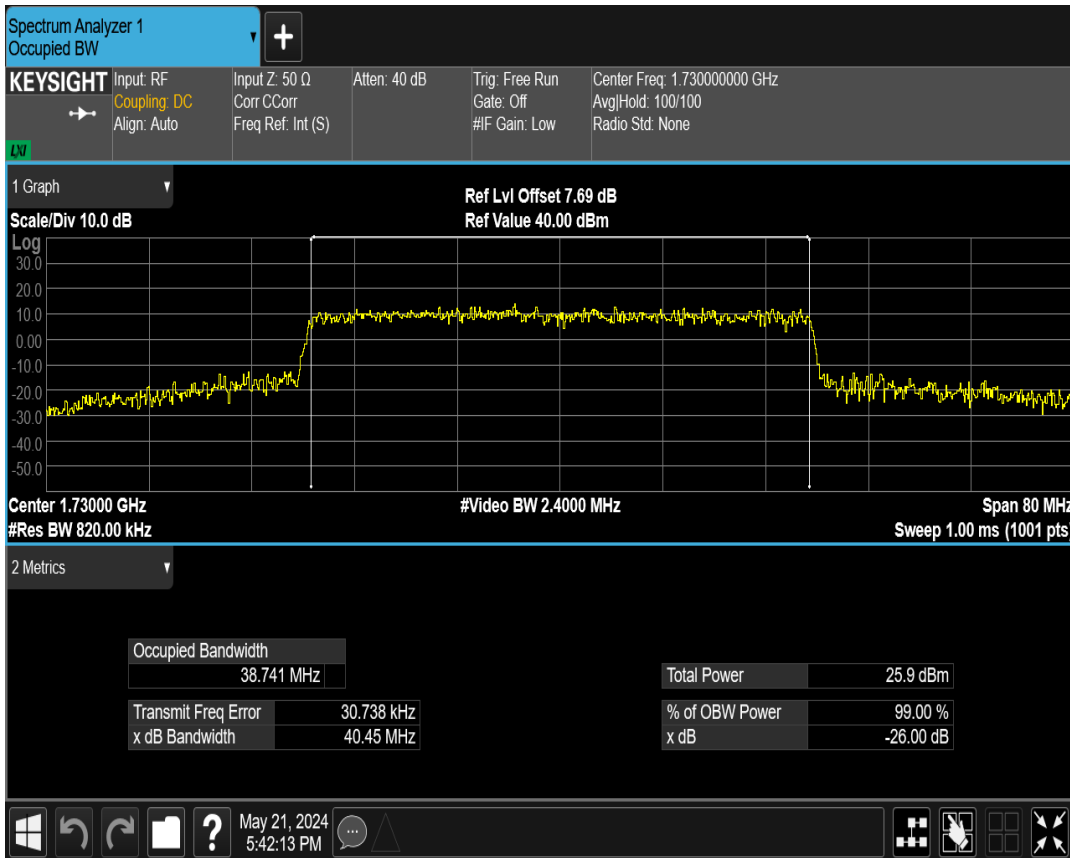 Spectrum Analyzer 1
Occupied BW
KEYSIGHT
Input: RF
Coupling: DC
Align: Auto
Input Z: 50 Ω
Corr CCorr
Freq Ref: Int (S)
Atten: 40 dB
Trig: Free Run
Gate: Off
#IF Gain: Low
Center Freq: 1.730000000 GHz
Avg|Hold: 100/100
Radio Std: None
LXI
1 Graph
Scale/Div 10.0 dB
Ref Lvl Offset 7.69 dB
Ref Value 40.00 dBm
Log
30.0
20.0
10.0
0.00
-10.0
-20.0
-30.0
-40.0
-50.0
Center 1.73000 GHz
#Video BW 2.4000 MHz
Span 80 MHz
#Res BW 820.00 kHz
Sweep 1.00 ms (1001 pts)
2 Metrics
Occupied Bandwidth
38.741 MHz
Total Power 25.9 dBm
Transmit Freq Error 30.738 kHz
% of OBW Power 99.00 %
x dB Bandwidth 40.45 MHz
x dB -26.00 dB
May 21, 2024
5:42:13 PM